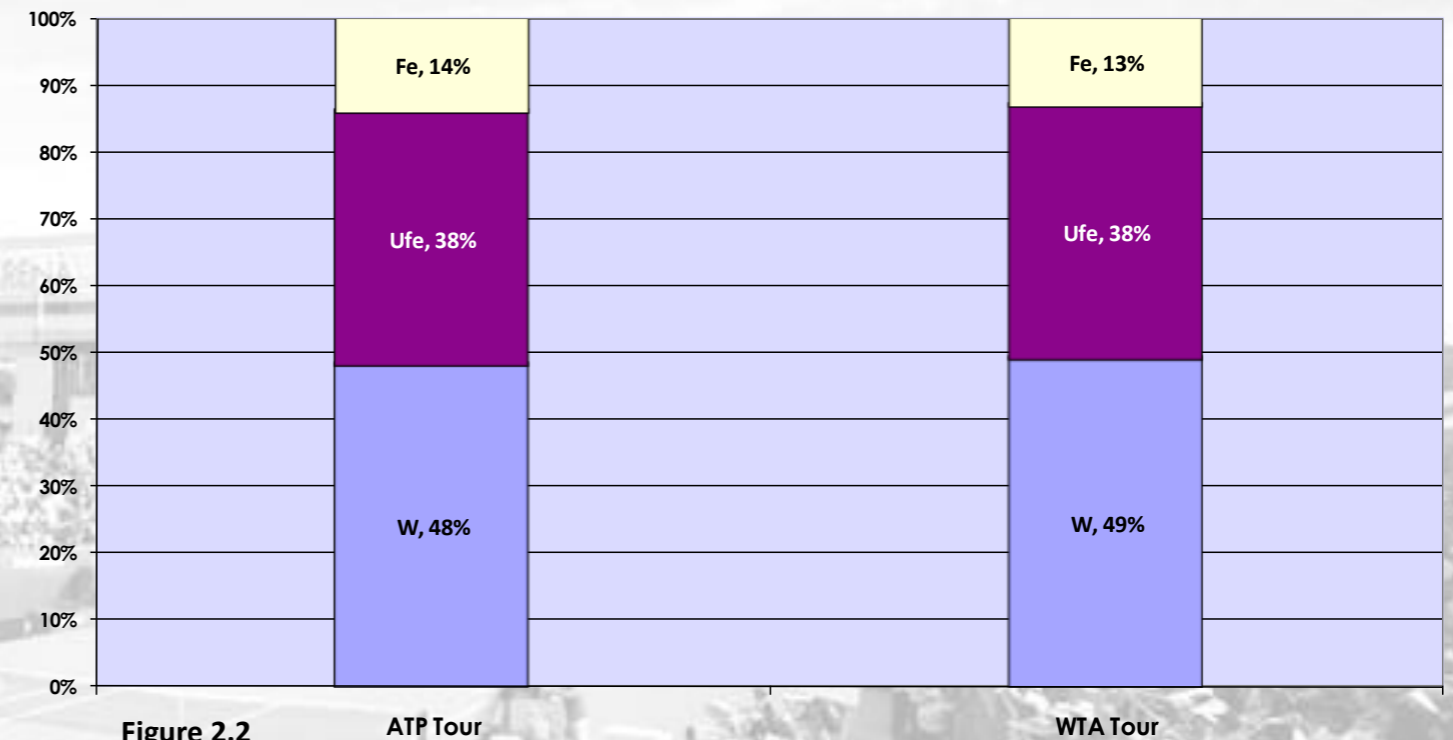 100%
90%
80%
70%
60%
50%
40%
30%
20%
10%
0%
Fe, 14%
Ufe, 38%
W, 48%
Fe, 13%
Ufe, 38%
W, 49%
Figure 2.2
ATP Tour
WTA Tour